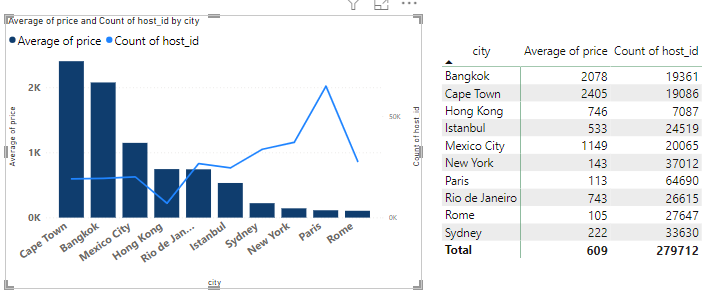 Average of price and Count of host_id by city
Average of price Count of host_id
2K
1K
0K
Average of price
50K
0K
Count of host_id
Cape Town
Bangkok
Mexico City
Hong Kong
Rio de Jan...
Istanbul
Sydney
New York
Paris
Rome
city
city Average of price Count of host_id
Bangkok 2078 19361
Cape Town 2405 19086
Hong Kong 746 7087
Istanbul 533 24519
Mexico City 1149 20065
New York 143 37012
Paris 113 64690
Rio de Janeiro 743 26615
Rome 105 27647
Sydney 222 33630
Total 609 279712